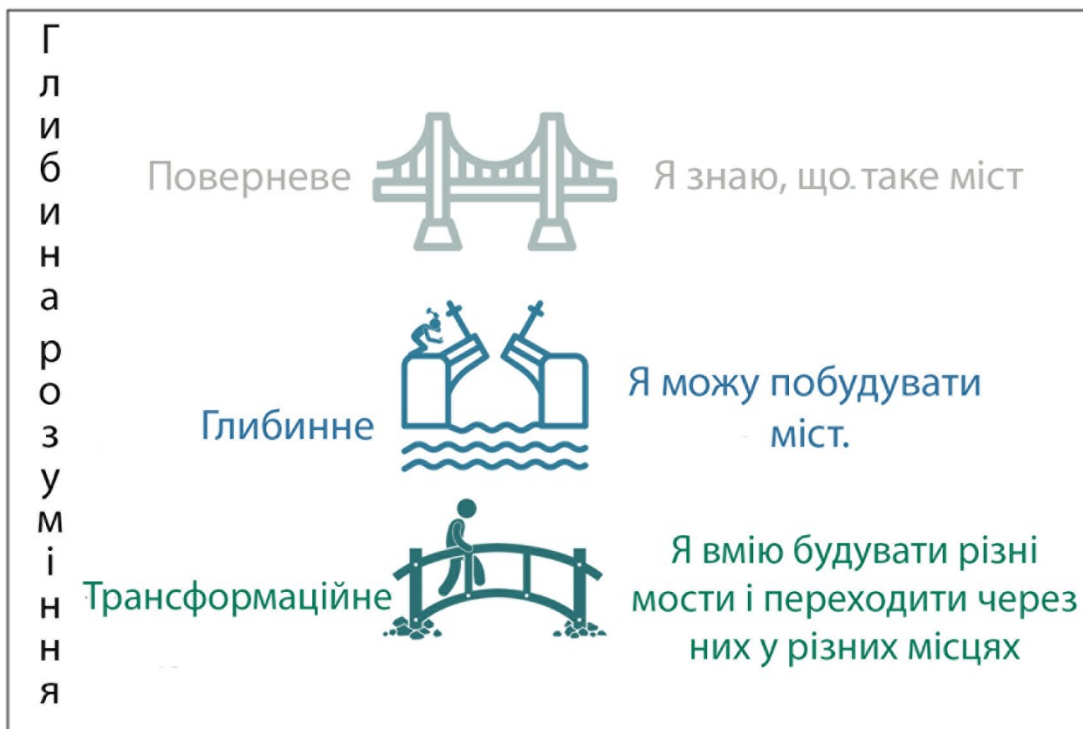 Глибина розуміння
Поверневе
Я знаю, що. таке міст
Глибинне
Я можу побудувати
міст.
Трансформаційне
Я вмію будувати різні
мости і переходити через
них у різних місцях